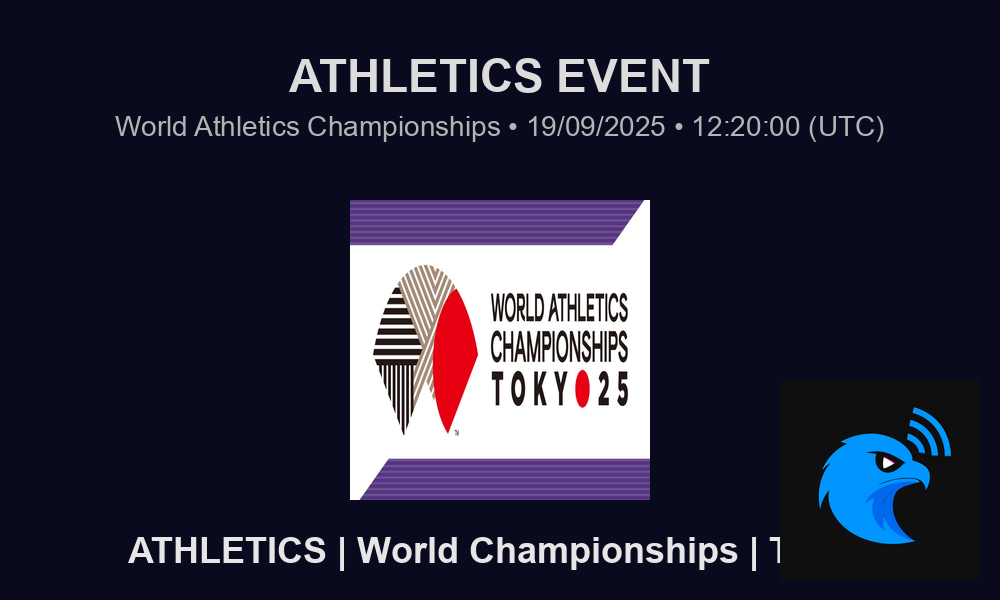 ATHLETICS EVENT
World Athletics Championships • 19/09/2025 • 12:20:00 (UTC)
WORLD ATHLETICS
CHAMPIONSHIPS
TOKYO25
TM
ATHLETICS | World Championships |